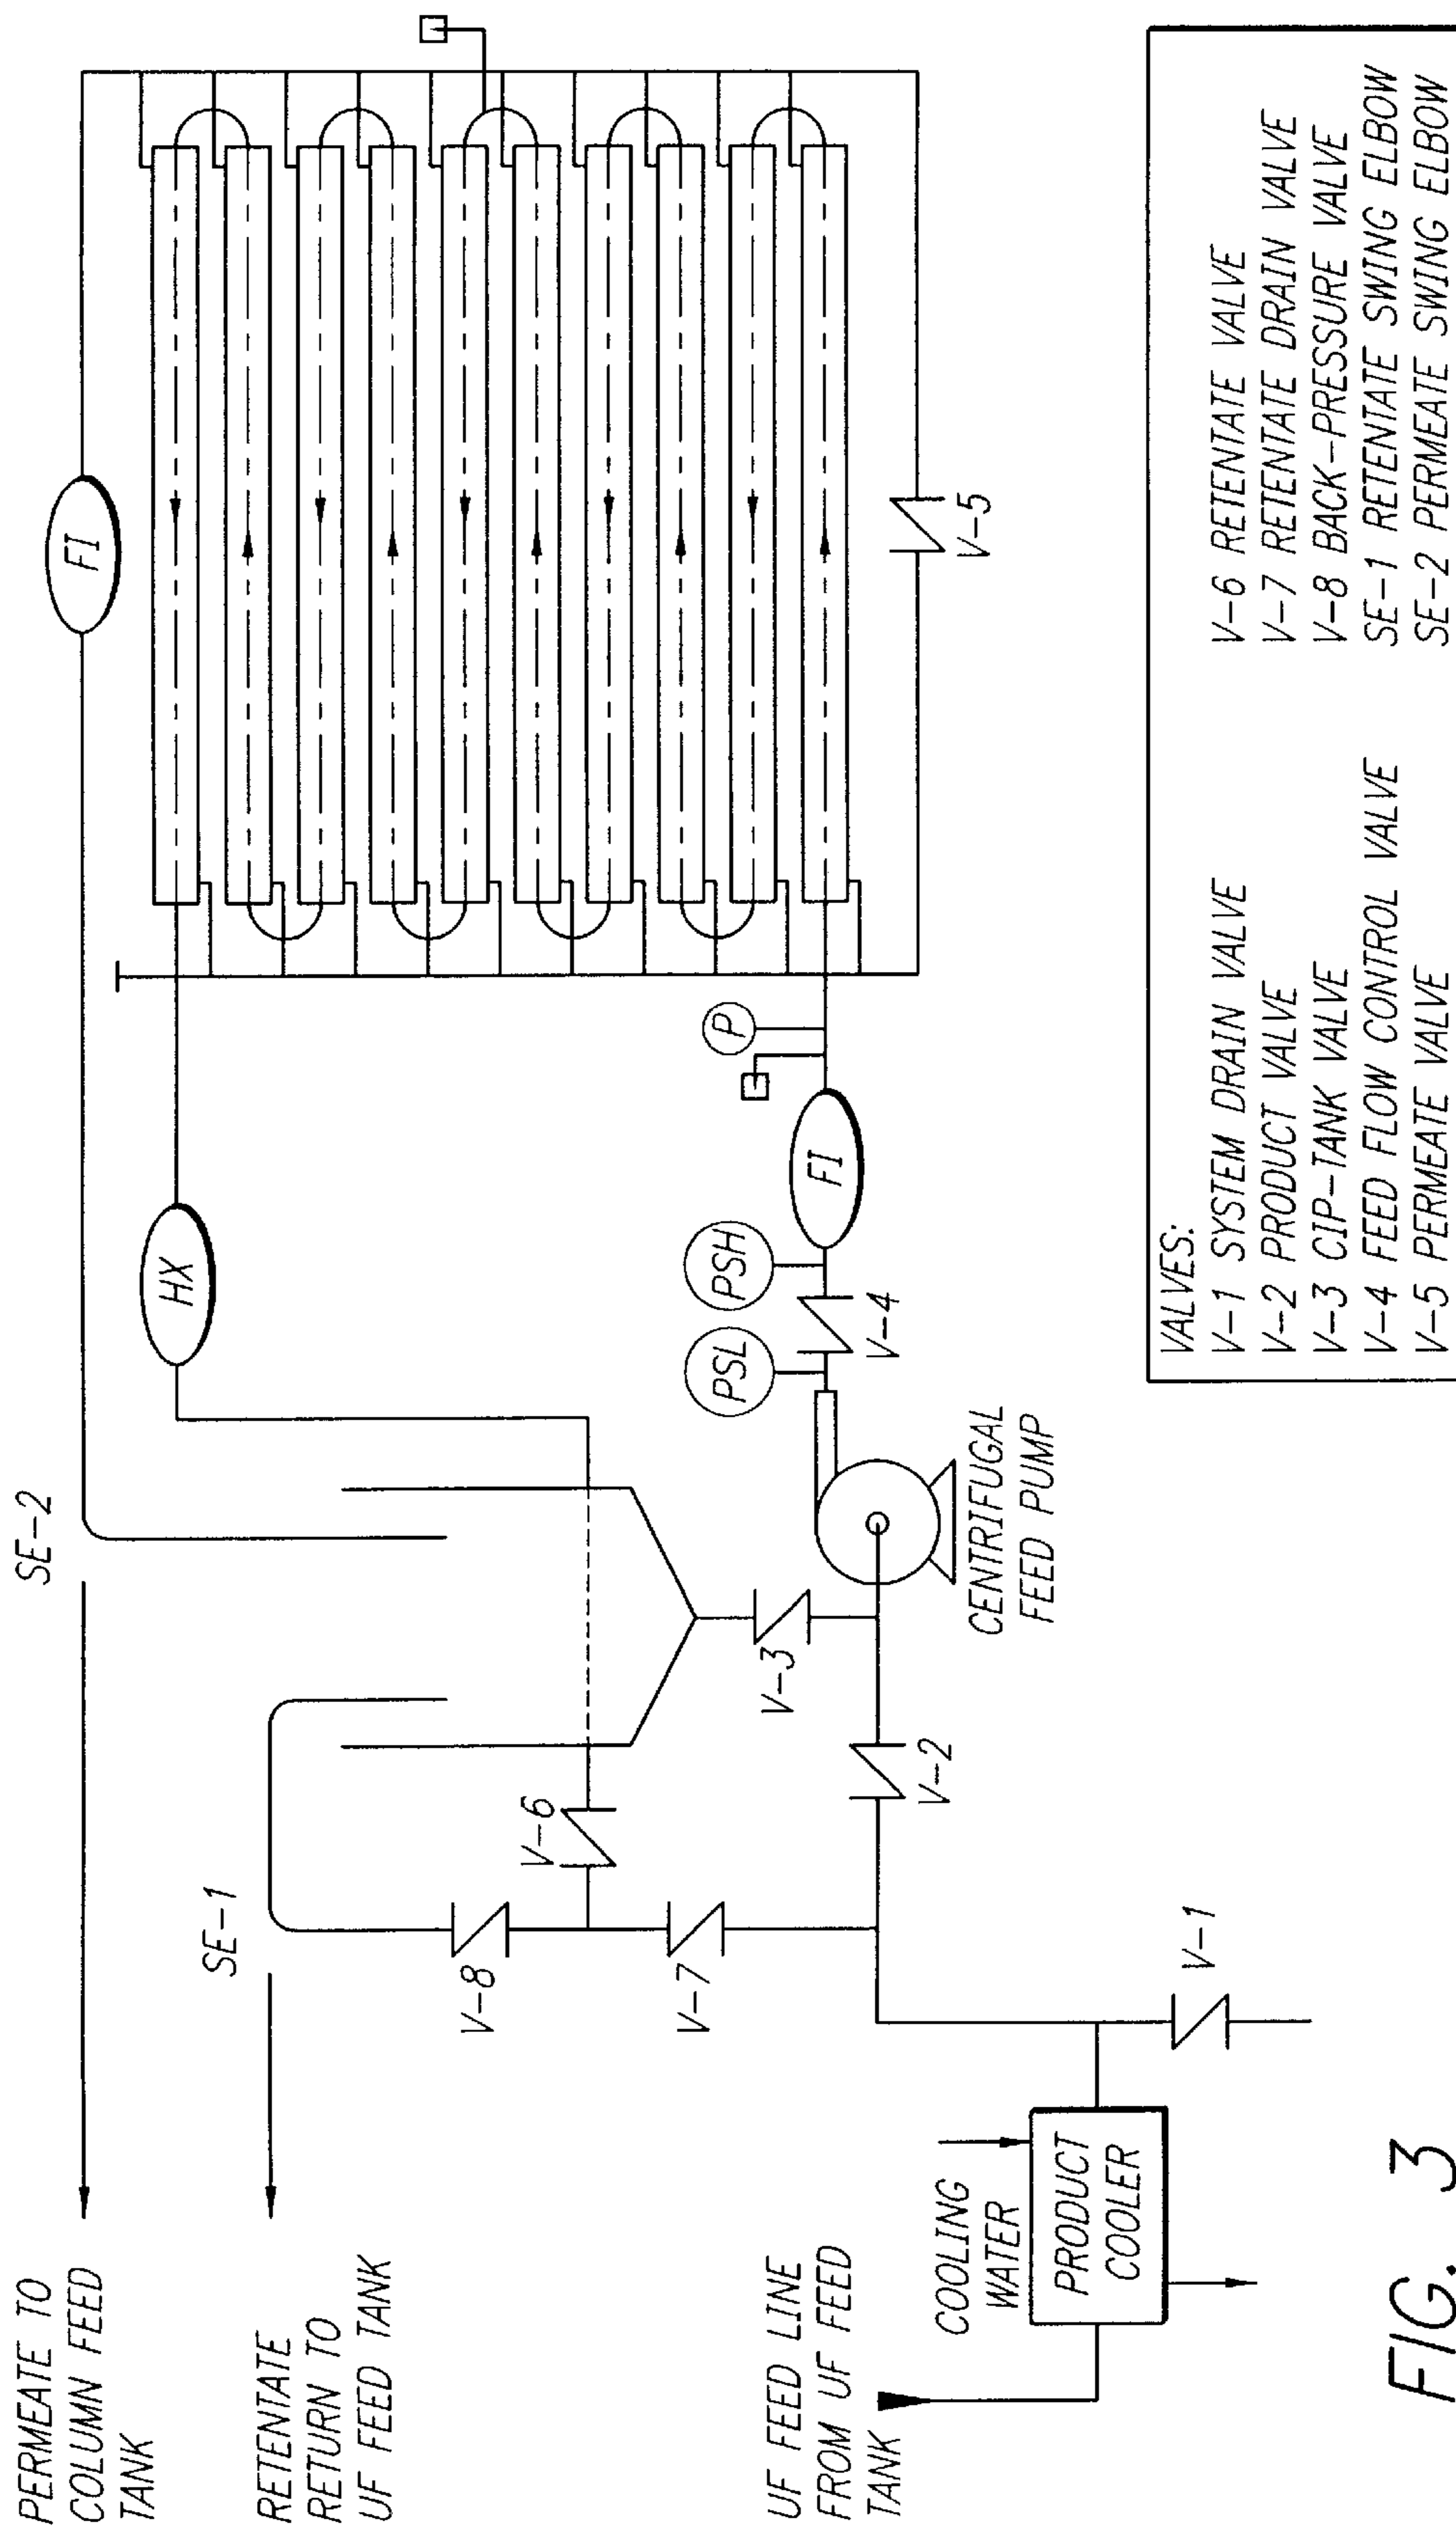 PERMEATE TO
COLUMN FEED
TANK
SE-2
FI
RETENTATE
RETURN TO
UF FEED TANK
SE-1
HX
V-8
V-6
V-7
V-3
PSL
PSH
P
V-4
FI
V-5
UF FEED LINE
FROM UF FEED
TANK
V-2
CENTRIFUGAL
FEED PUMP
COOLING
WATER
PRODUCT
COOLER
V-1
VALVES:
V-1 SYSTEM DRAIN VALVE
V-2 PRODUCT VALVE
V-3 CIP-TANK VALVE
V-4 FEED FLOW CONTROL VALVE
V-5 PERMEATE VALVE
V-6 RETENTATE VALVE
V-7 RETENTATE DRAIN VALVE
V-8 BACK-PRESSURE VALVE
SE-1 RETENTATE SWING ELBOW
SE-2 PERMEATE SWING ELBOW
FIG. 3